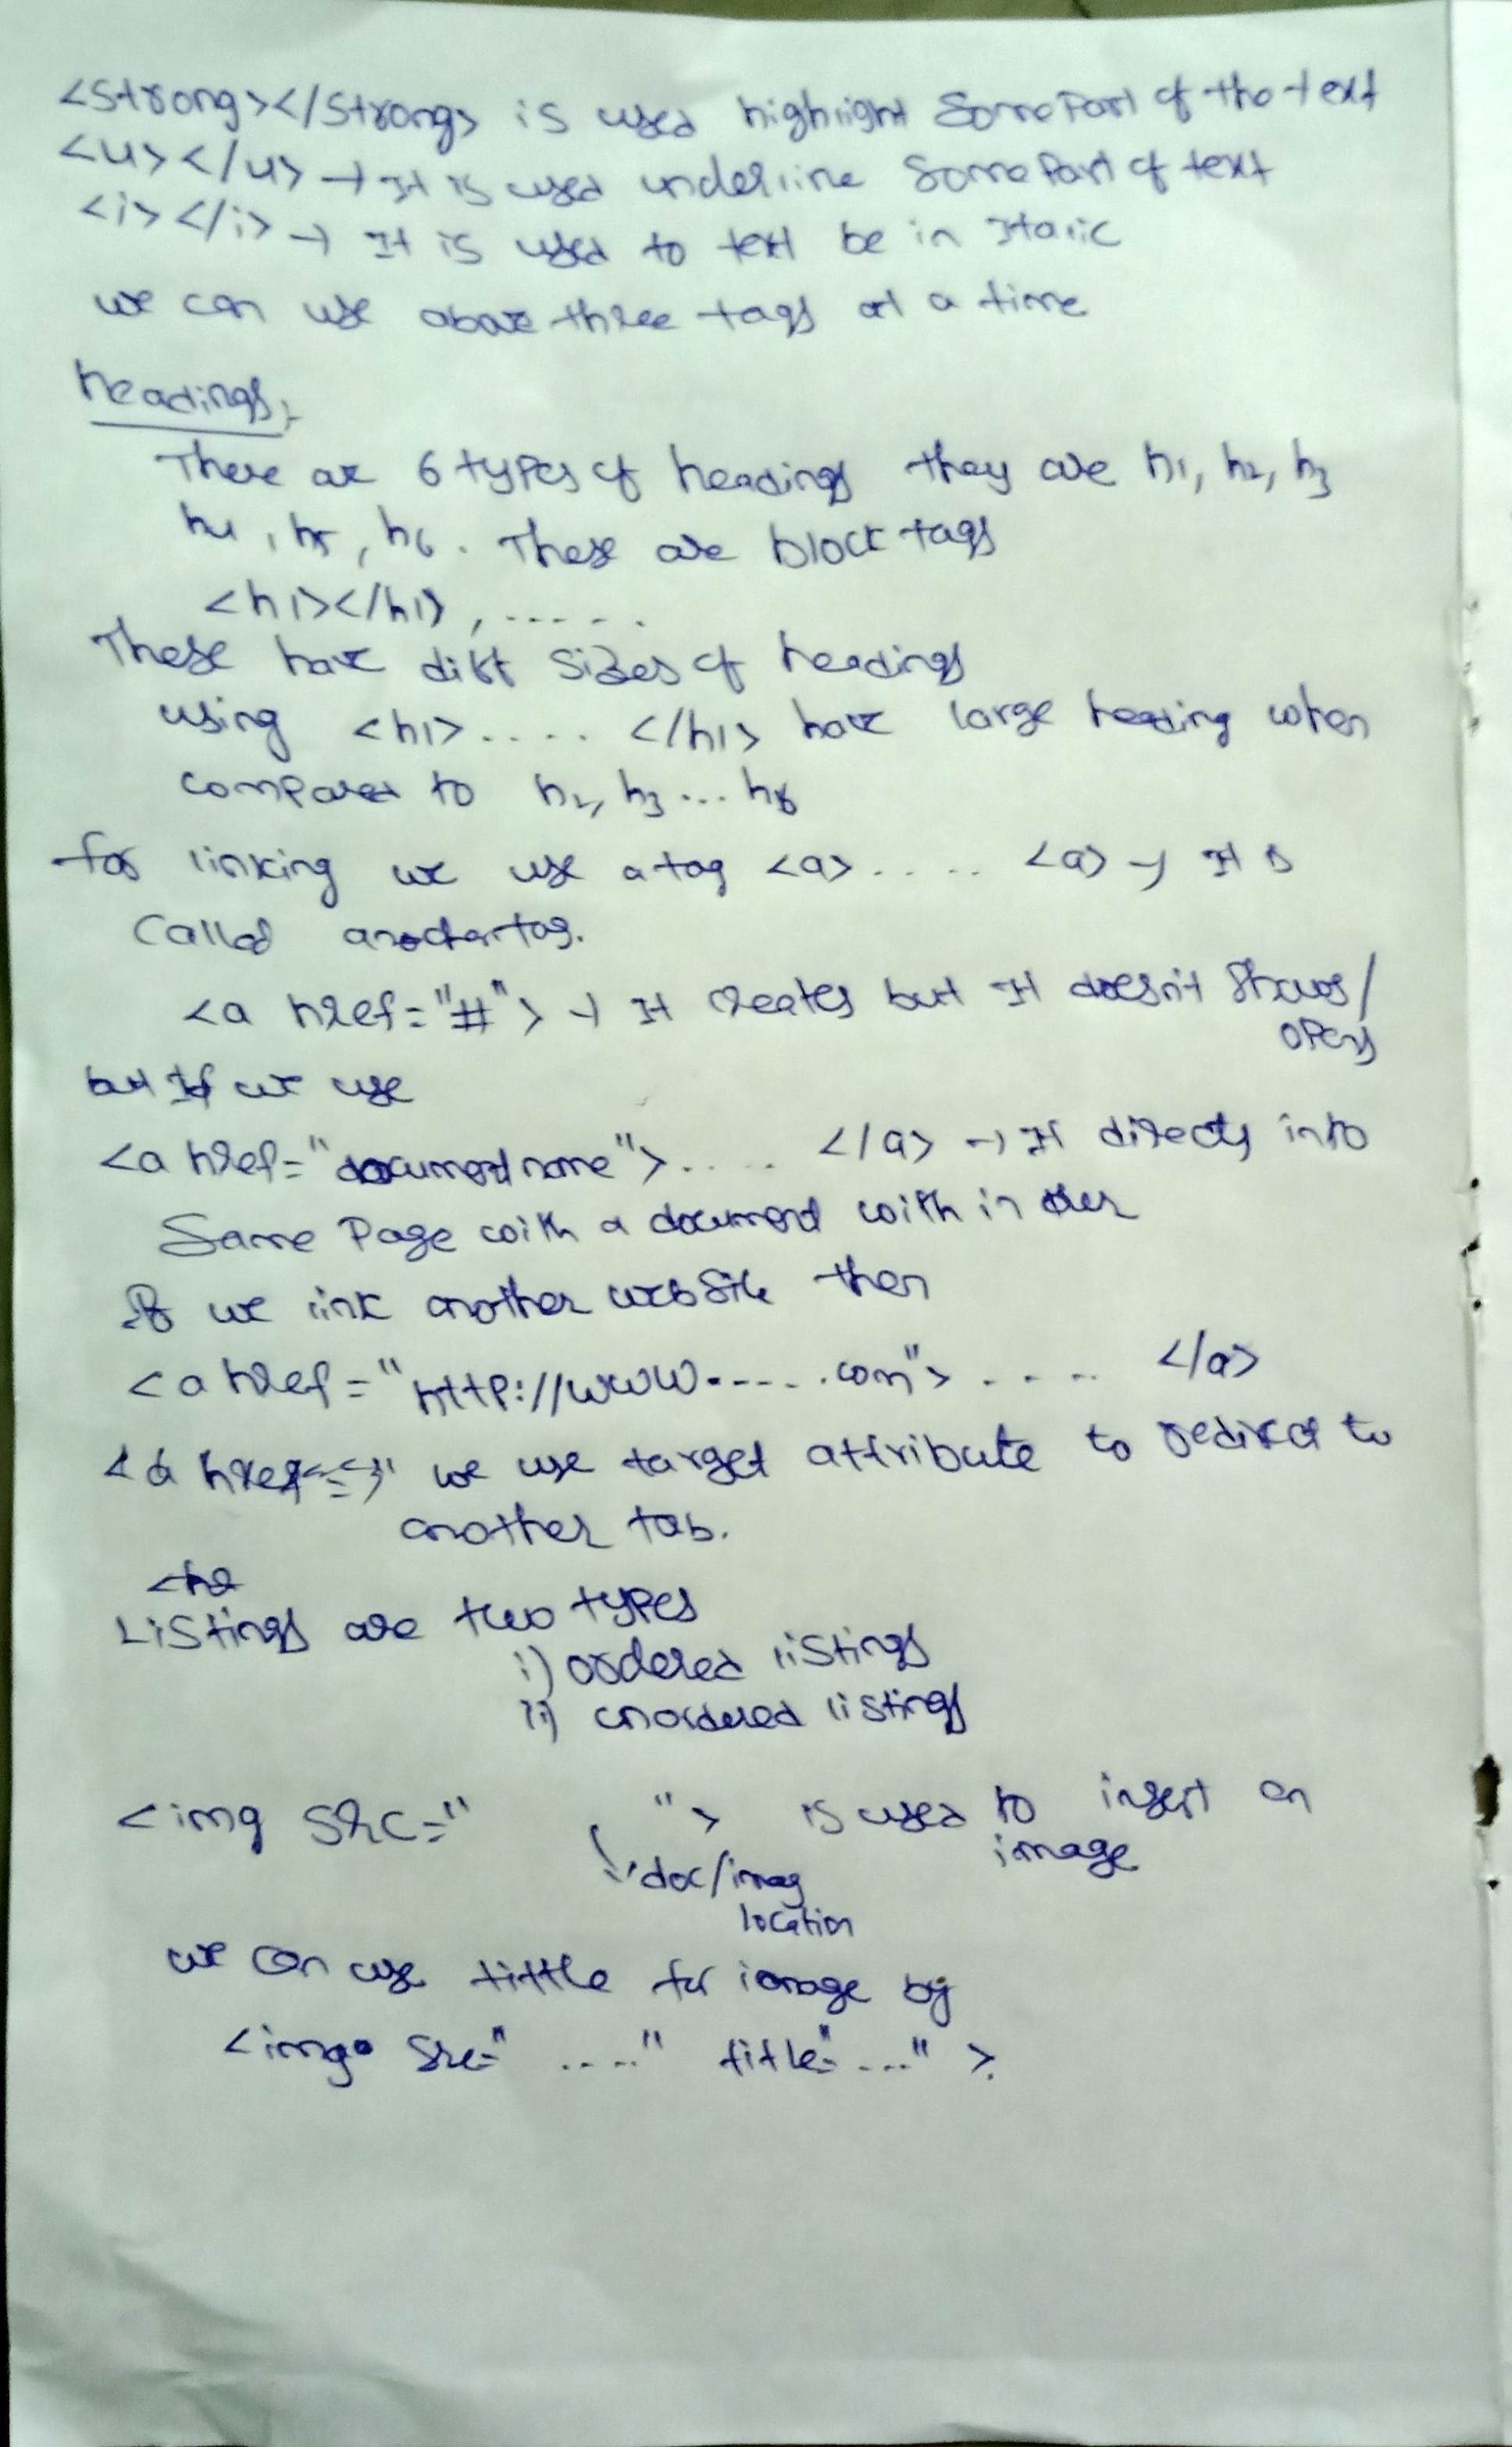 <strong></strong> is used highlight Some Part of the text
<u></u> → It is used underline Some Part of text
<i></i> → It is used to text be in Italic
we can use above three tags at a time
headings:-
There are 6 types of headings they are h1, h2, h3
h4, h5, h6. These are block tags
<h1></h1>, ......
These have diff sizes of headings
using <h1>..... </h1> have large heading when
compared to h2, h3 ... h6
for linking we use a tag <a>..... <a> → It is
Called tag.
<a href="#"> → It creates but It doesn't shows/
opens
but If we use
<a href="document name">..... </a> → It directs into
Same Page with a document with in
If we link another website then
<a href="http://www......com">.... </a>
<a href= we use target attribute to redirect to
another tab.
Listings are two types
i) ordered listings
ii) unordered listings
<img src=" "> is used to insert an
image
doc/imag
location
we can use tittle for image by
<img src="....." title="..." >.